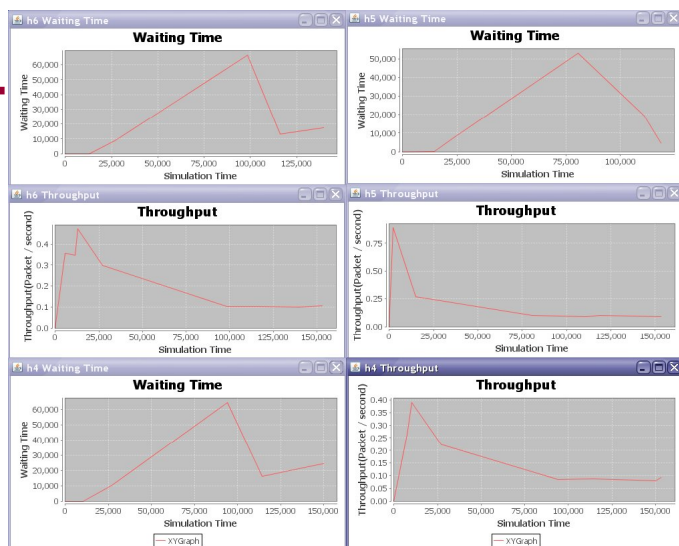 h6 Waiting Time
Waiting Time
Waiting Time
60,000
50,000
40,000
30,000
20,000
10,000
0
0 25,000 50,000 75,000 100,000 125,000
Simulation Time
h5 Waiting Time
Waiting Time
Waiting Time
50,000
40,000
30,000
20,000
10,000
0
0 25,000 50,000 75,000 100,000
Simulation Time
h6 Throughput
Throughput
Throughput(Packet / second)
0.4
0.3
0.2
0.1
0.0
0 25,000 50,000 75,000 100,000 125,000 150,000
Simulation Time
h5 Throughput
Throughput
Throughput(Packet / second)
0.75
0.50
0.25
0.00
0 25,000 50,000 75,000 100,000 125,000 150,000
Simulation Time
h4 Waiting Time
Waiting Time
Waiting Time
60,000
50,000
40,000
30,000
20,000
10,000
0
0 25,000 50,000 75,000 100,000 125,000 150,000
Simulation Time
XYGraph
h4 Throughput
Throughput
Throughput(Packet / second)
0.40
0.35
0.30
0.25
0.20
0.15
0.10
0.05
0.00
0 25,000 50,000 75,000 100,000 125,000 150,000
Simulation Time
XYGraph